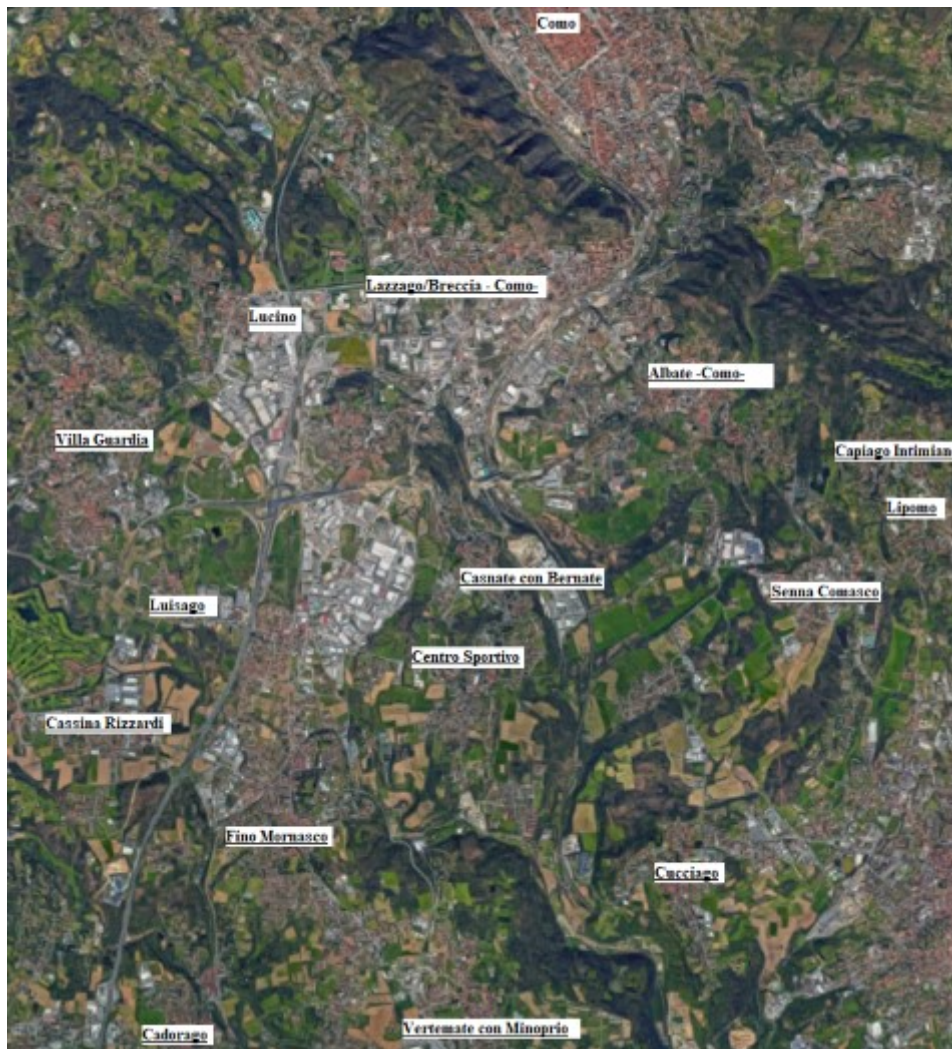 Como
Lazzago/Breccia - Como-
Lucino
Albate -Como-
Villa Guardia
Capiago Intimian
Lipomo
Casnate con Bernate
Senna Comasco
Luisago
Centro Sportivo
Cassina Rizzardi
Fino Mornasco
Cucciago
Vertemate con Minoprio
Cadorago